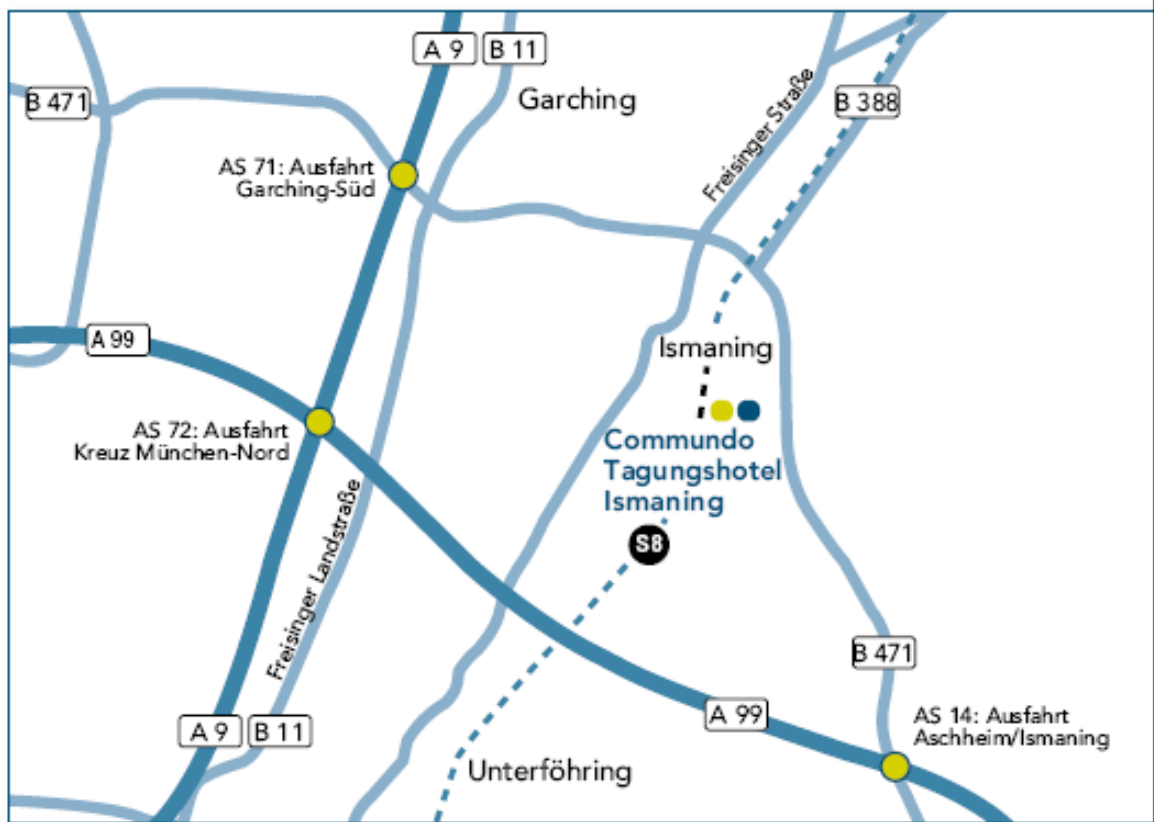 A 9
B 11
B 471
Garching
Freisinger Straße
B 388
AS 71: Ausfahrt
Garching-Süd
A 99
Ismaning
AS 72: Ausfahrt
Kreuz München-Nord
Commundo
Tagungshotel
Ismaning
S8
Freisinger Landstraße
B 471
A 99
AS 14: Ausfahrt
Aschheim/Ismaning
A 9
B 11
Unterföhring